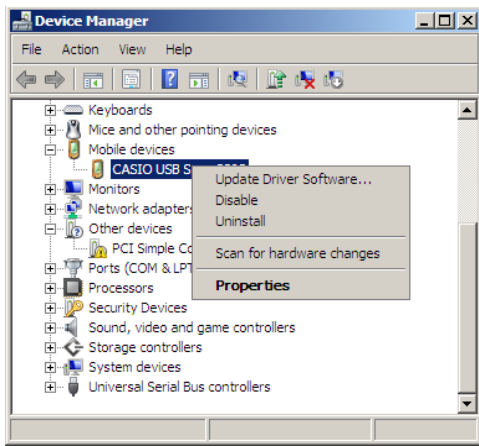 Device Manager
File Action View Help
Keyboards
Mice and other pointing devices
Mobile devices
CASIO USB
Update Driver Software...
Monitors
Disable
Network adapters
Uninstall
Other devices
PCI Simple
Scan for hardware changes
Ports (COM & LPT
Processors
Properties
Security Devices
Sound, video and game controllers
Storage controllers
System devices
Universal Serial Bus controllers